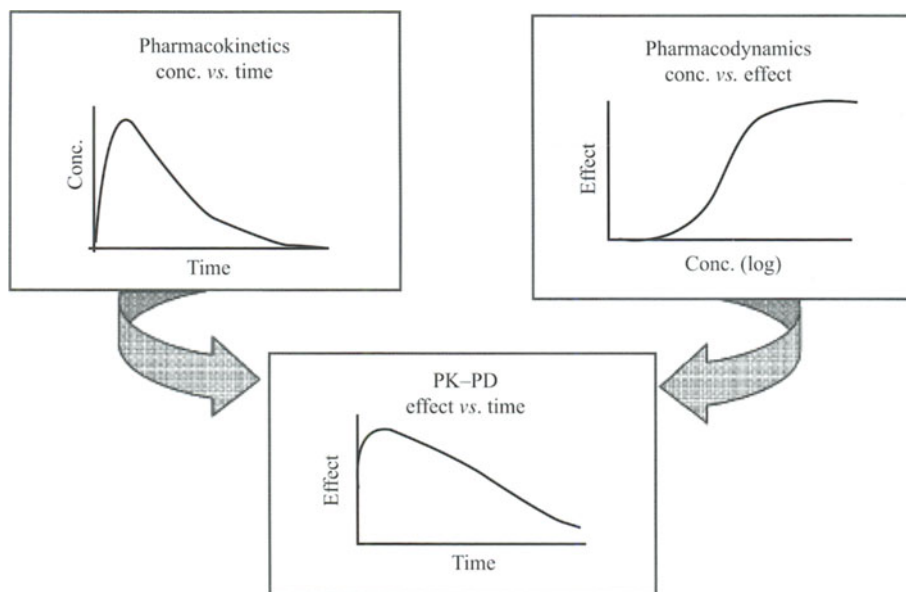 Pharmacokinetics
conc. vs. time
Conc.
Time
Pharmacodynamics
conc. vs. effect
Effect
Conc. (log)
PK–PD
effect vs. time
Effect
Time